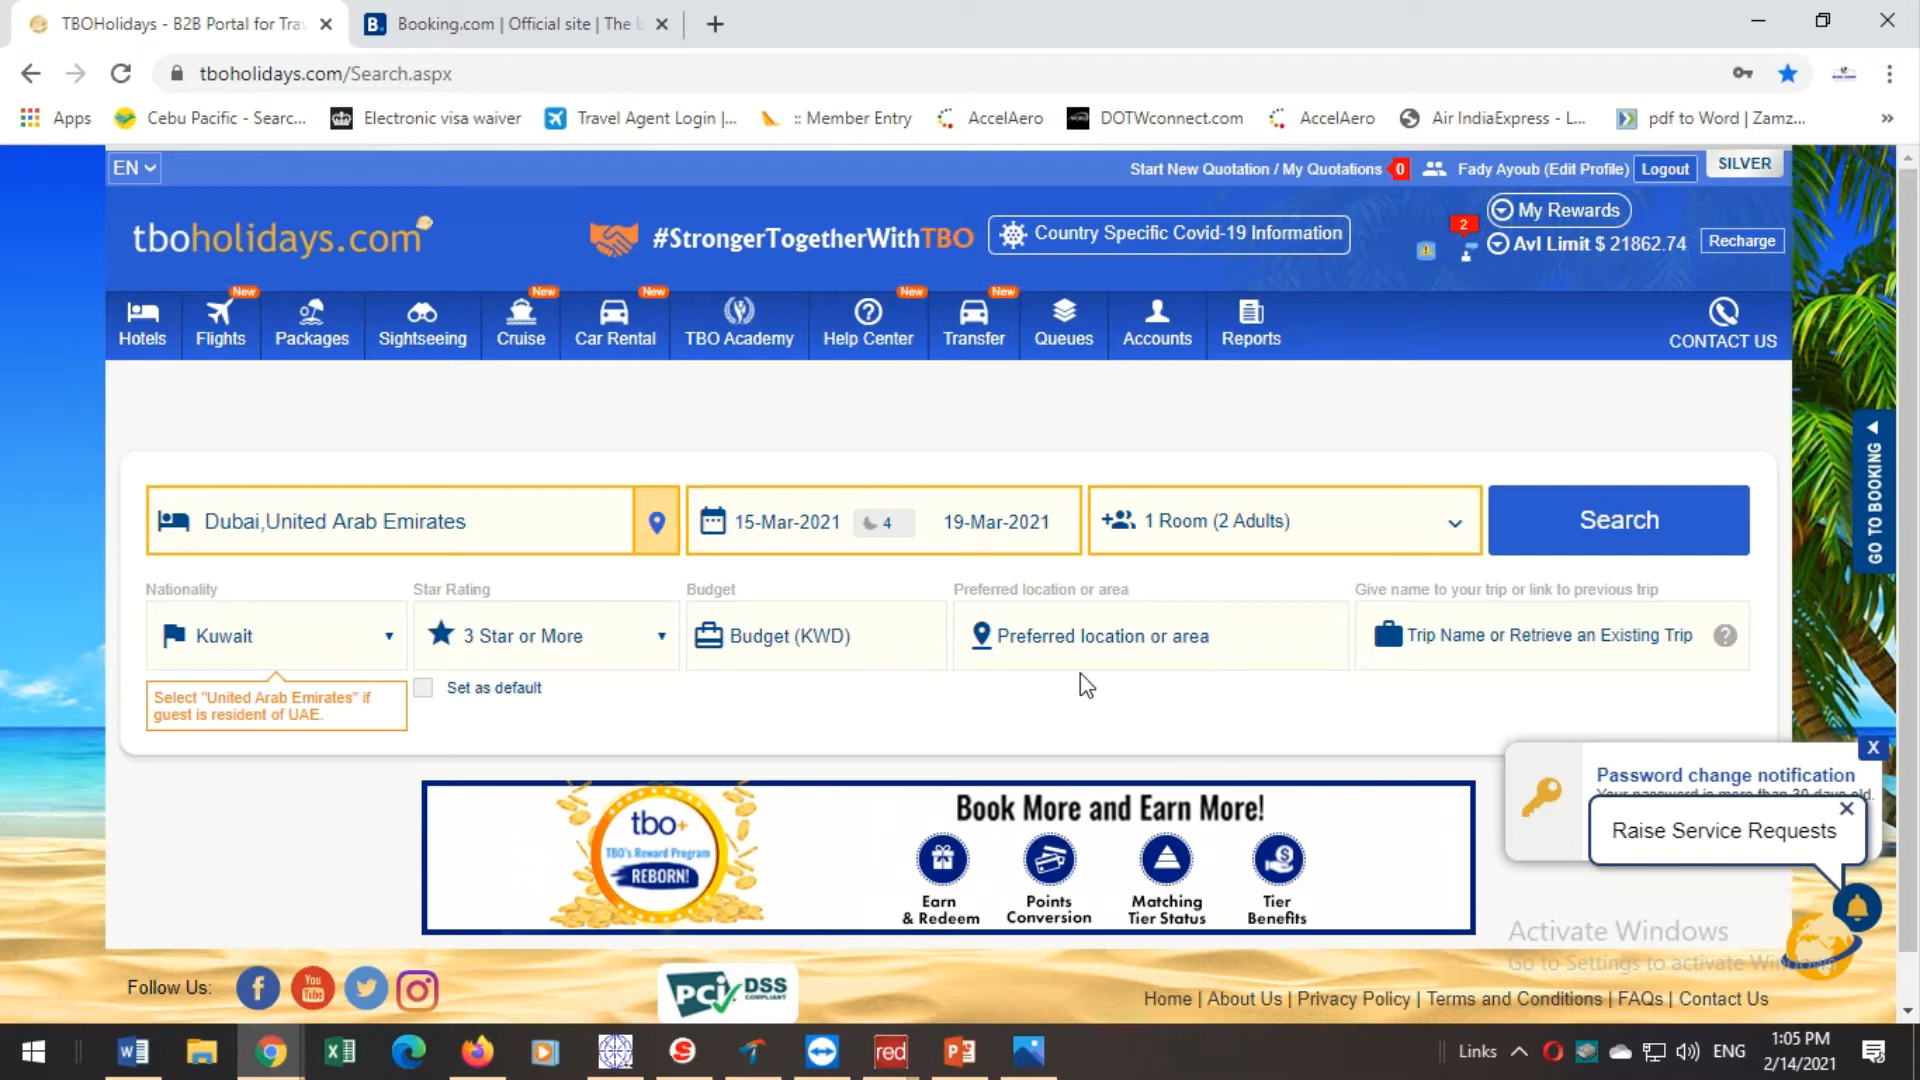 TBOHolidays - B2B Portal for Trav
Booking.com | Official site | The b
tboholidays.com/Search.aspx
Apps
Cebu Pacific - Searc...
Electronic visa waiver
Travel Agent Login |...
:: Member Entry
AccelAero
DOTWconnect.com
AccelAero
Air IndiaExpress - L...
pdf to Word | Zamz...
»
EN
Start New Quotation / My Quotations 0
Fady Ayoub (Edit Profile)
Logout
SILVER
tboholidays.com
#StrongerTogetherWithTBO
Country Specific Covid-19 Information
2
My Rewards
Avl Limit $ 21862.74
Recharge
Hotels
New
Flights
Packages
Sightseeing
New
Cruise
New
Car Rental
TBO Academy
New
Help Center
New
Transfer
Queues
Accounts
Reports
CONTACT US
GO TO BOOKING
Dubai,United Arab Emirates
15-Mar-2021
4
19-Mar-2021
1 Room (2 Adults)
Search
Nationality
Star Rating
Budget
Preferred location or area
Give name to your trip or link to previous trip
Kuwait
3 Star or More
Budget (KWD)
Preferred location or area
Trip Name or Retrieve an Existing Trip
?
Select "United Arab Emirates" if
guest is resident of UAE.
Set as default
X
Password change notification
Your password is more than 30 days old.
Raise Service Requests
tbo+
TBO's Reward Program
REBORN!
Book More and Earn More!
Earn
& Redeem
Points
Conversion
Matching
Tier Status
Tier
Benefits
Activate Windows
Go to Settings to activate Windows.
Follow Us:
You
Tube
PCI DSS
COMPLIANT
Home | About Us | Privacy Policy | Terms and Conditions | FAQs | Contact Us
red
Links
ENG
1:05 PM
2/14/2021